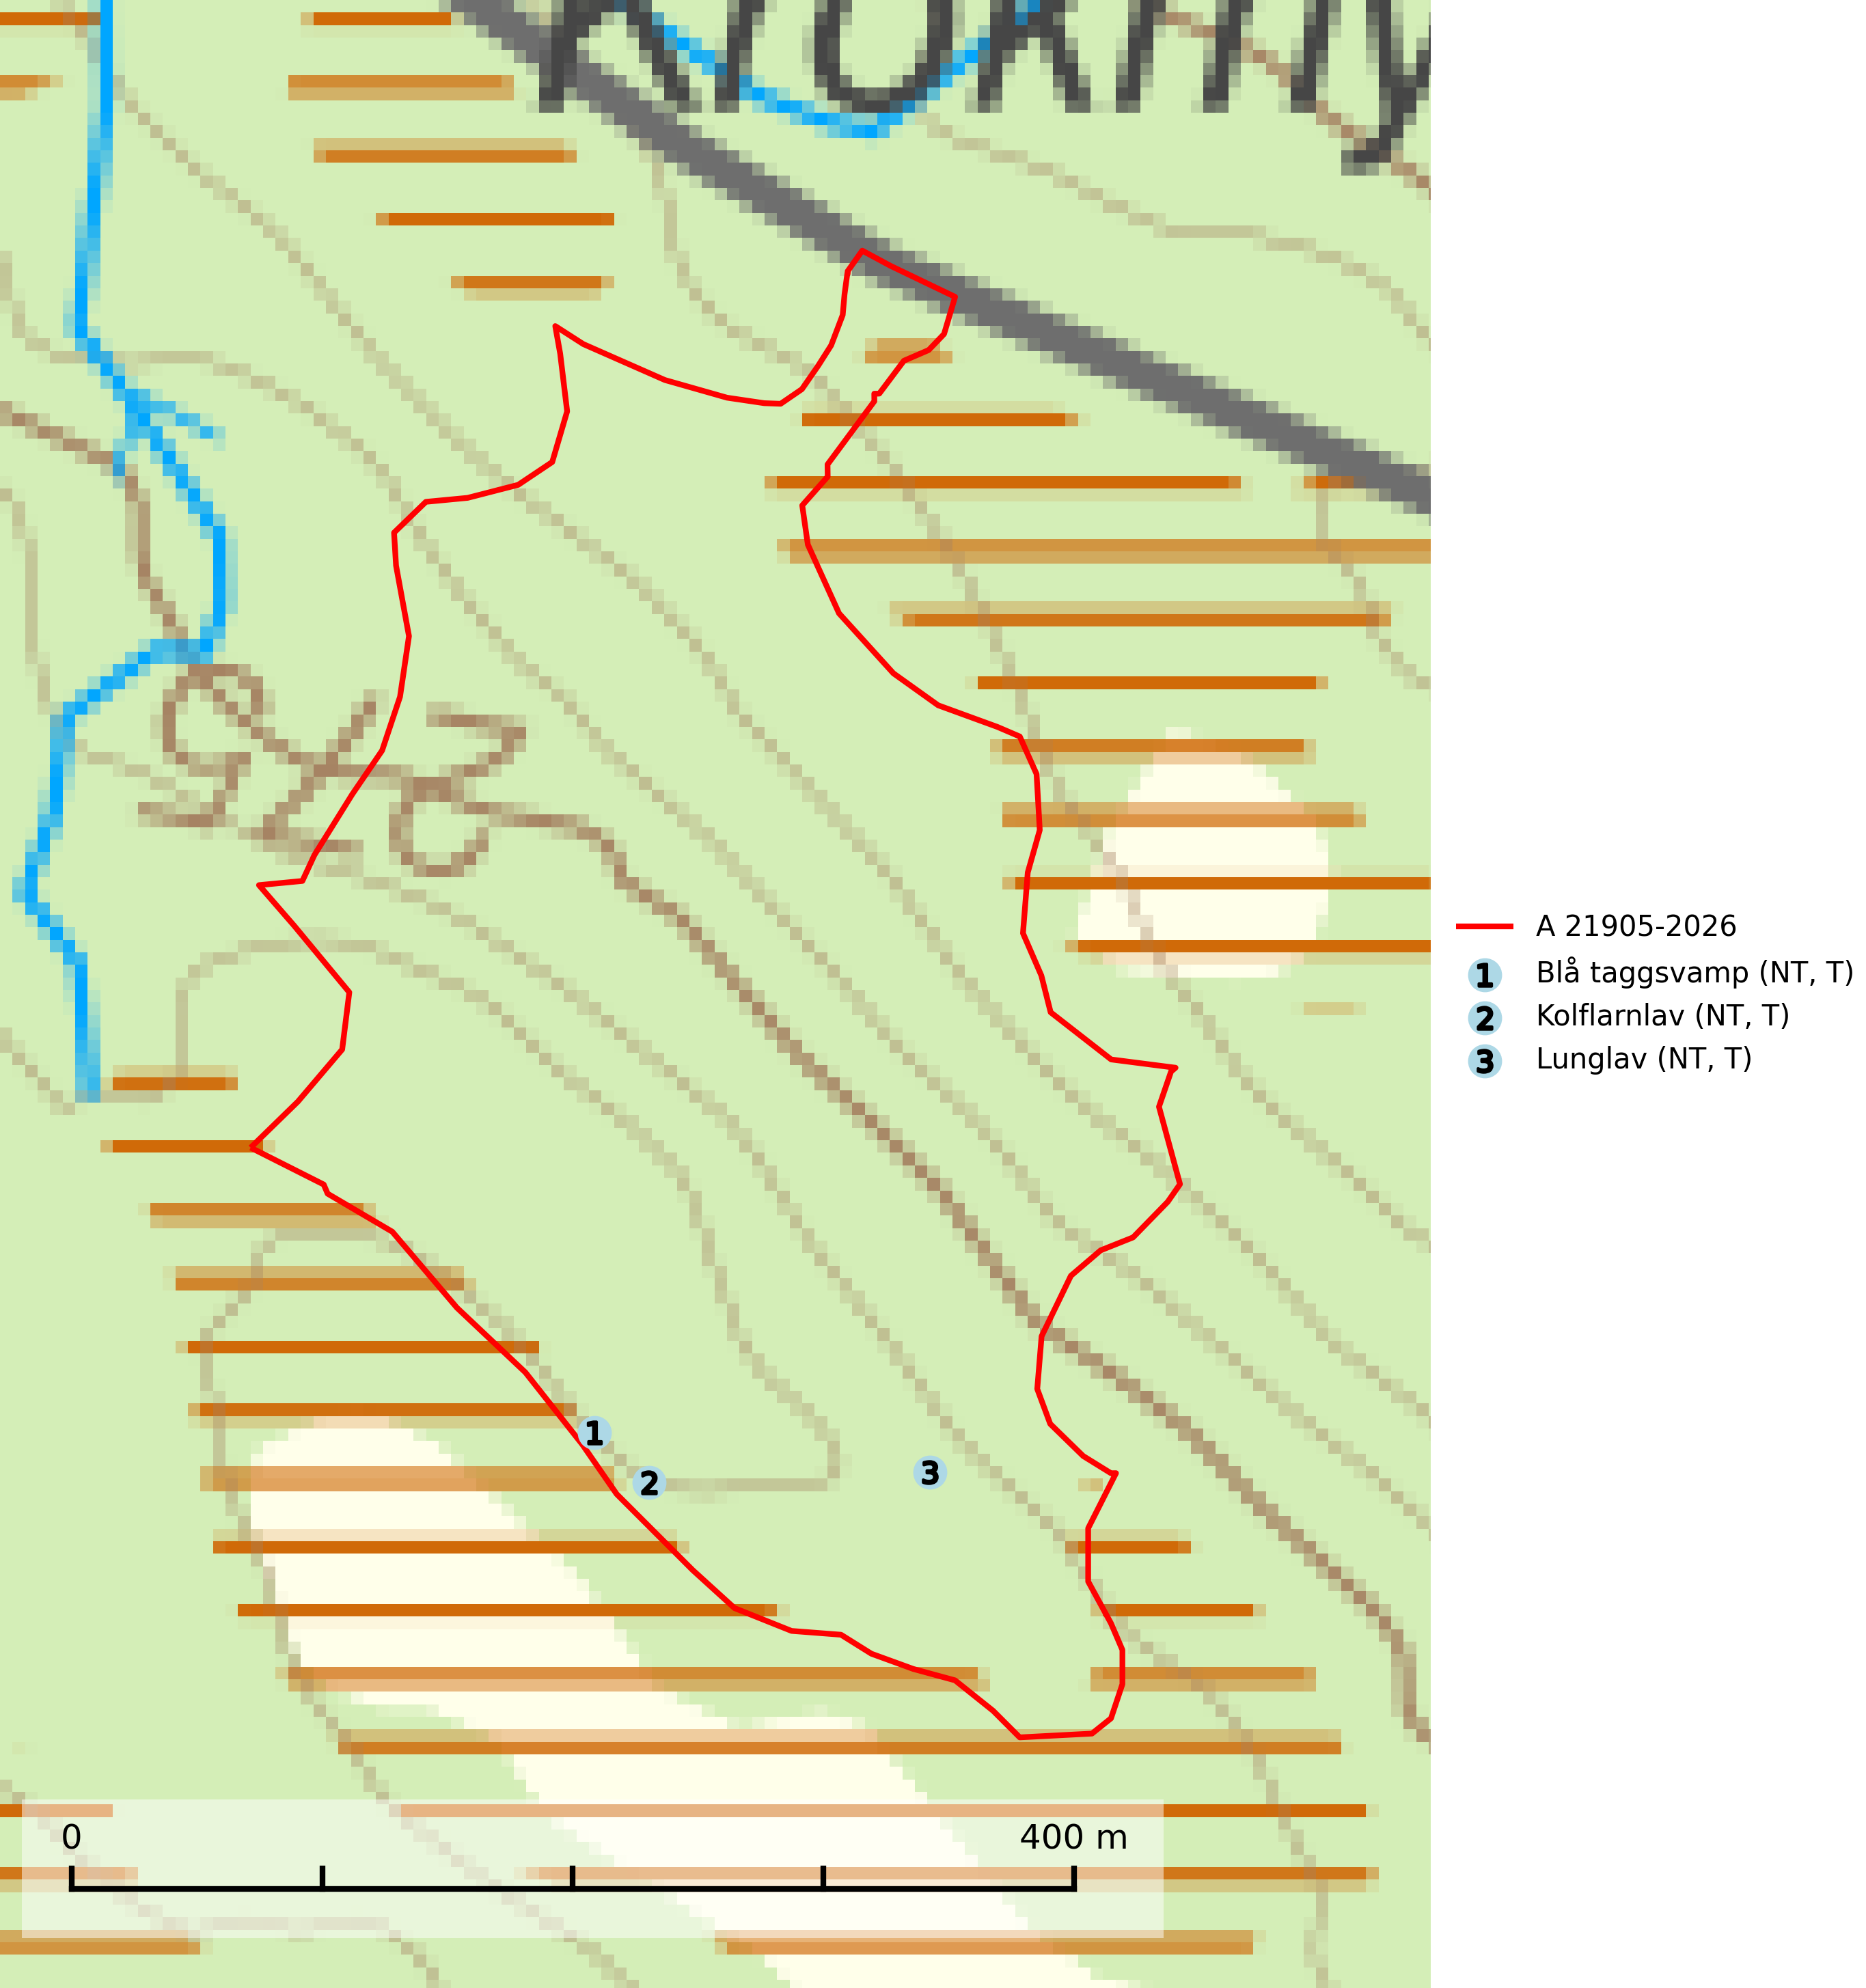 A 21905-2026
1 Blå taggsvamp (NT, T)
2 Kolflarnlav (NT, T)
3 Lunglav (NT, T)
1
2
3
0 400 m